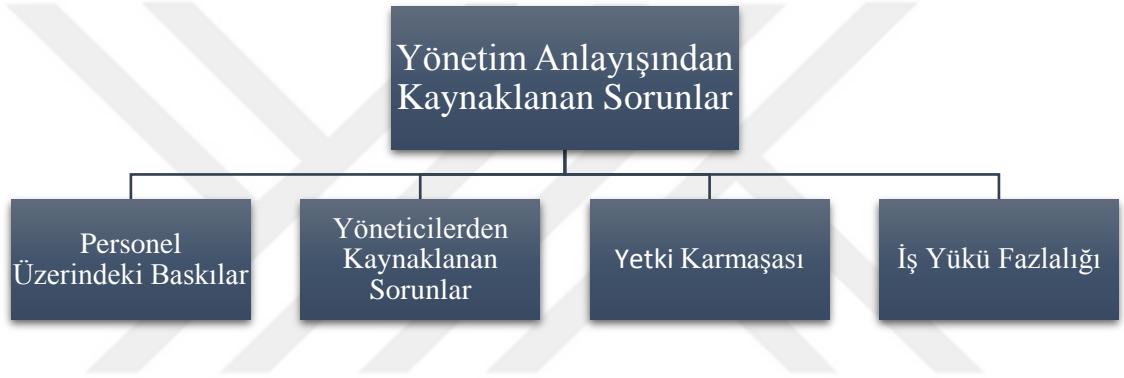 Yönetim Anlayışından
Kaynaklanan Sorunlar
Personel
Üzerindeki Baskılar
Yöneticilerden
Kaynaklanan
Sorunlar
Yetki Karmaşası
İş Yükü Fazlalığı